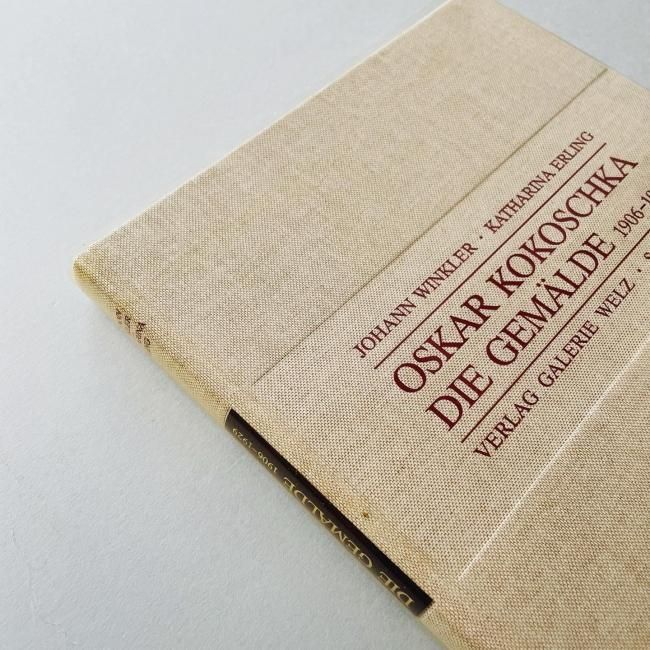 JOHANN WINKLER · KATHARINA ERLING
OSKAR KOKOSCHKA
DIE GEMÄLDE 1906–19
VERLAG GALERIE WELZ · S
DIE GEMÄLDE 1906–1929